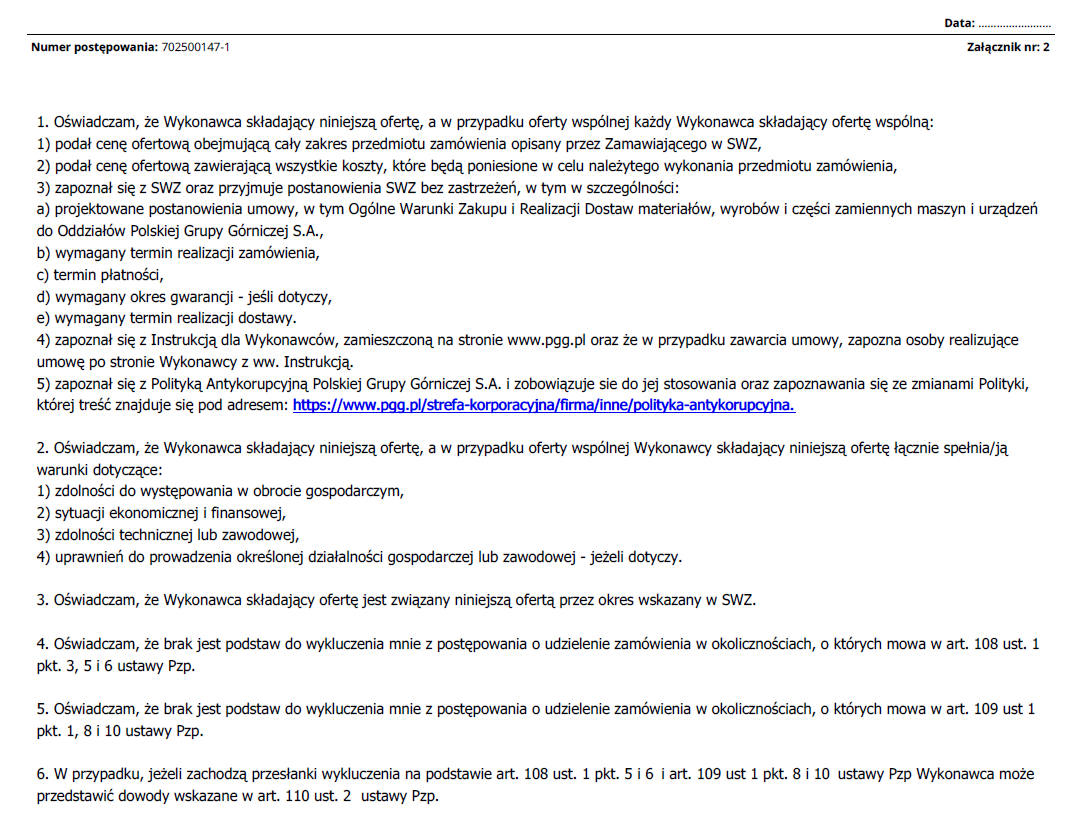 Data: ........................
Numer postępowania: 702500147-1
Załącznik nr: 2
1. Oświadczam, że Wykonawca składający niniejszą ofertę, a w przypadku oferty wspólnej każdy Wykonawca składający ofertę wspólną:
1) podał cenę ofertową obejmującą cały zakres przedmiotu zamówienia opisany przez Zamawiającego w SWZ,
2) podał cenę ofertową zawierającą wszystkie koszty, które będą poniesione w celu należytego wykonania przedmiotu zamówienia,
3) zapoznał się z SWZ oraz przyjmuje postanowienia SWZ bez zastrzeżeń, w tym w szczególności:
a) projektowane postanowienia umowy, w tym Ogólne Warunki Zakupu i Realizacji Dostaw materiałów, wyrobów i części zamiennych maszyn i urządzeń
do Oddziałów Polskiej Grupy Górniczej S.A.,
b) wymagany termin realizacji zamówienia,
c) termin płatności,
d) wymagany okres gwarancji - jeśli dotyczy,
e) wymagany termin realizacji dostawy.
4) zapoznał się z Instrukcją dla Wykonawców, zamieszczoną na stronie www.pgg.pl oraz że w przypadku zawarcia umowy, zapozna osoby realizujące
umowę po stronie Wykonawcy z ww. Instrukcją.
5) zapoznał się z Polityką Antykorupcyjną Polskiej Grupy Górniczej S.A. i zobowiązuje sie do jej stosowania oraz zapoznawania się ze zmianami Polityki,
której treść znajduje się pod adresem: https://www.pgg.pl/strefa-korporacyjna/firma/inne/polityka-antykorupcyjna.
2. Oświadczam, że Wykonawca składający niniejszą ofertę, a w przypadku oferty wspólnej Wykonawcy składający niniejszą ofertę łącznie spełnia/ją
warunki dotyczące:
1) zdolności do występowania w obrocie gospodarczym,
2) sytuacji ekonomicznej i finansowej,
3) zdolności technicznej lub zawodowej,
4) uprawnień do prowadzenia określonej działalności gospodarczej lub zawodowej - jeżeli dotyczy.
3. Oświadczam, że Wykonawca składający ofertę jest związany niniejszą ofertą przez okres wskazany w SWZ.
4. Oświadczam, że brak jest podstaw do wykluczenia mnie z postępowania o udzielenie zamówienia w okolicznościach, o których mowa w art. 108 ust. 1
pkt. 3, 5 i 6 ustawy Pzp.
5. Oświadczam, że brak jest podstaw do wykluczenia mnie z postępowania o udzielenie zamówienia w okolicznościach, o których mowa w art. 109 ust 1
pkt. 1, 8 i 10 ustawy Pzp.
6. W przypadku, jeżeli zachodzą przesłanki wykluczenia na podstawie art. 108 ust. 1 pkt. 5 i 6 i art. 109 ust 1 pkt. 8 i 10 ustawy Pzp Wykonawca może
przedstawić dowody wskazane w art. 110 ust. 2 ustawy Pzp.